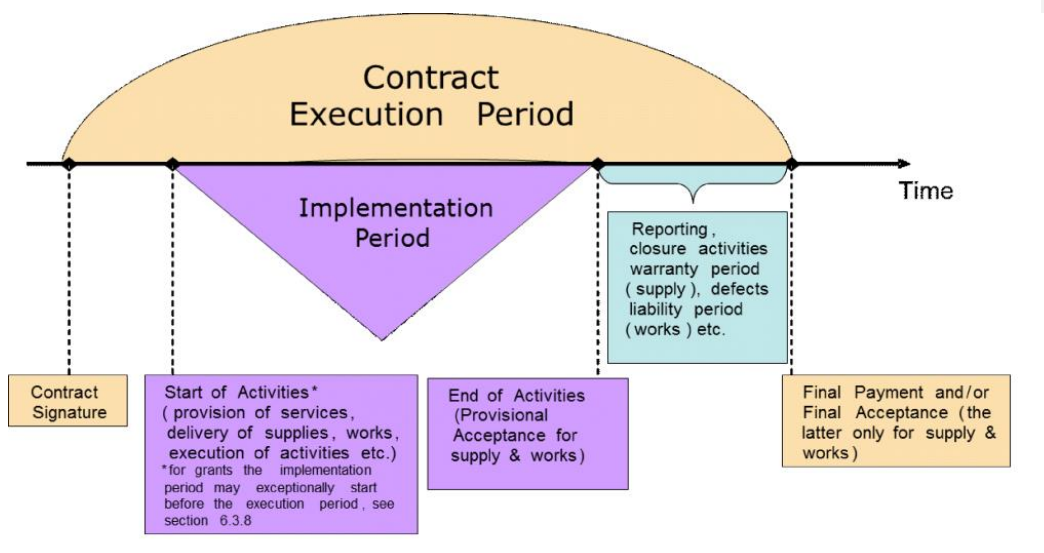 Contract
Execution Period
Time
Implementation
Period
Reporting,
closure activities
warranty period
(supply), defects
liability period
(works) etc.
Contract
Signature
Start of Activities*
(provision of services,
delivery of supplies, works,
execution of activities etc.)
*for grants the implementation
period may exceptionally start
before the execution period, see
section 6.3.8
End of Activities
(Provisional
Acceptance for
supply & works)
Final Payment and/or
Final Acceptance (the
latter only for supply &
works)